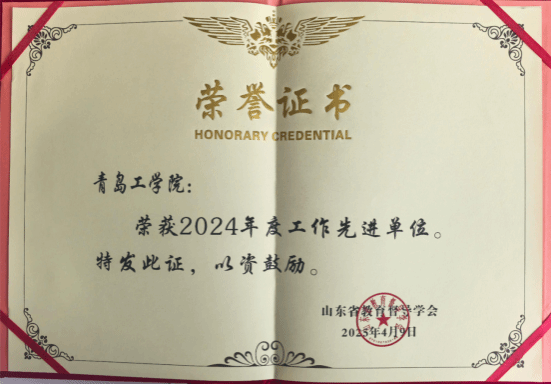 荣誉证书
HONORARY CREDENTIAL
青岛工学院：
荣获2024年度工作先进单位。
特发此证，以资鼓励。
山东省教育督导学会
2025年4月9日